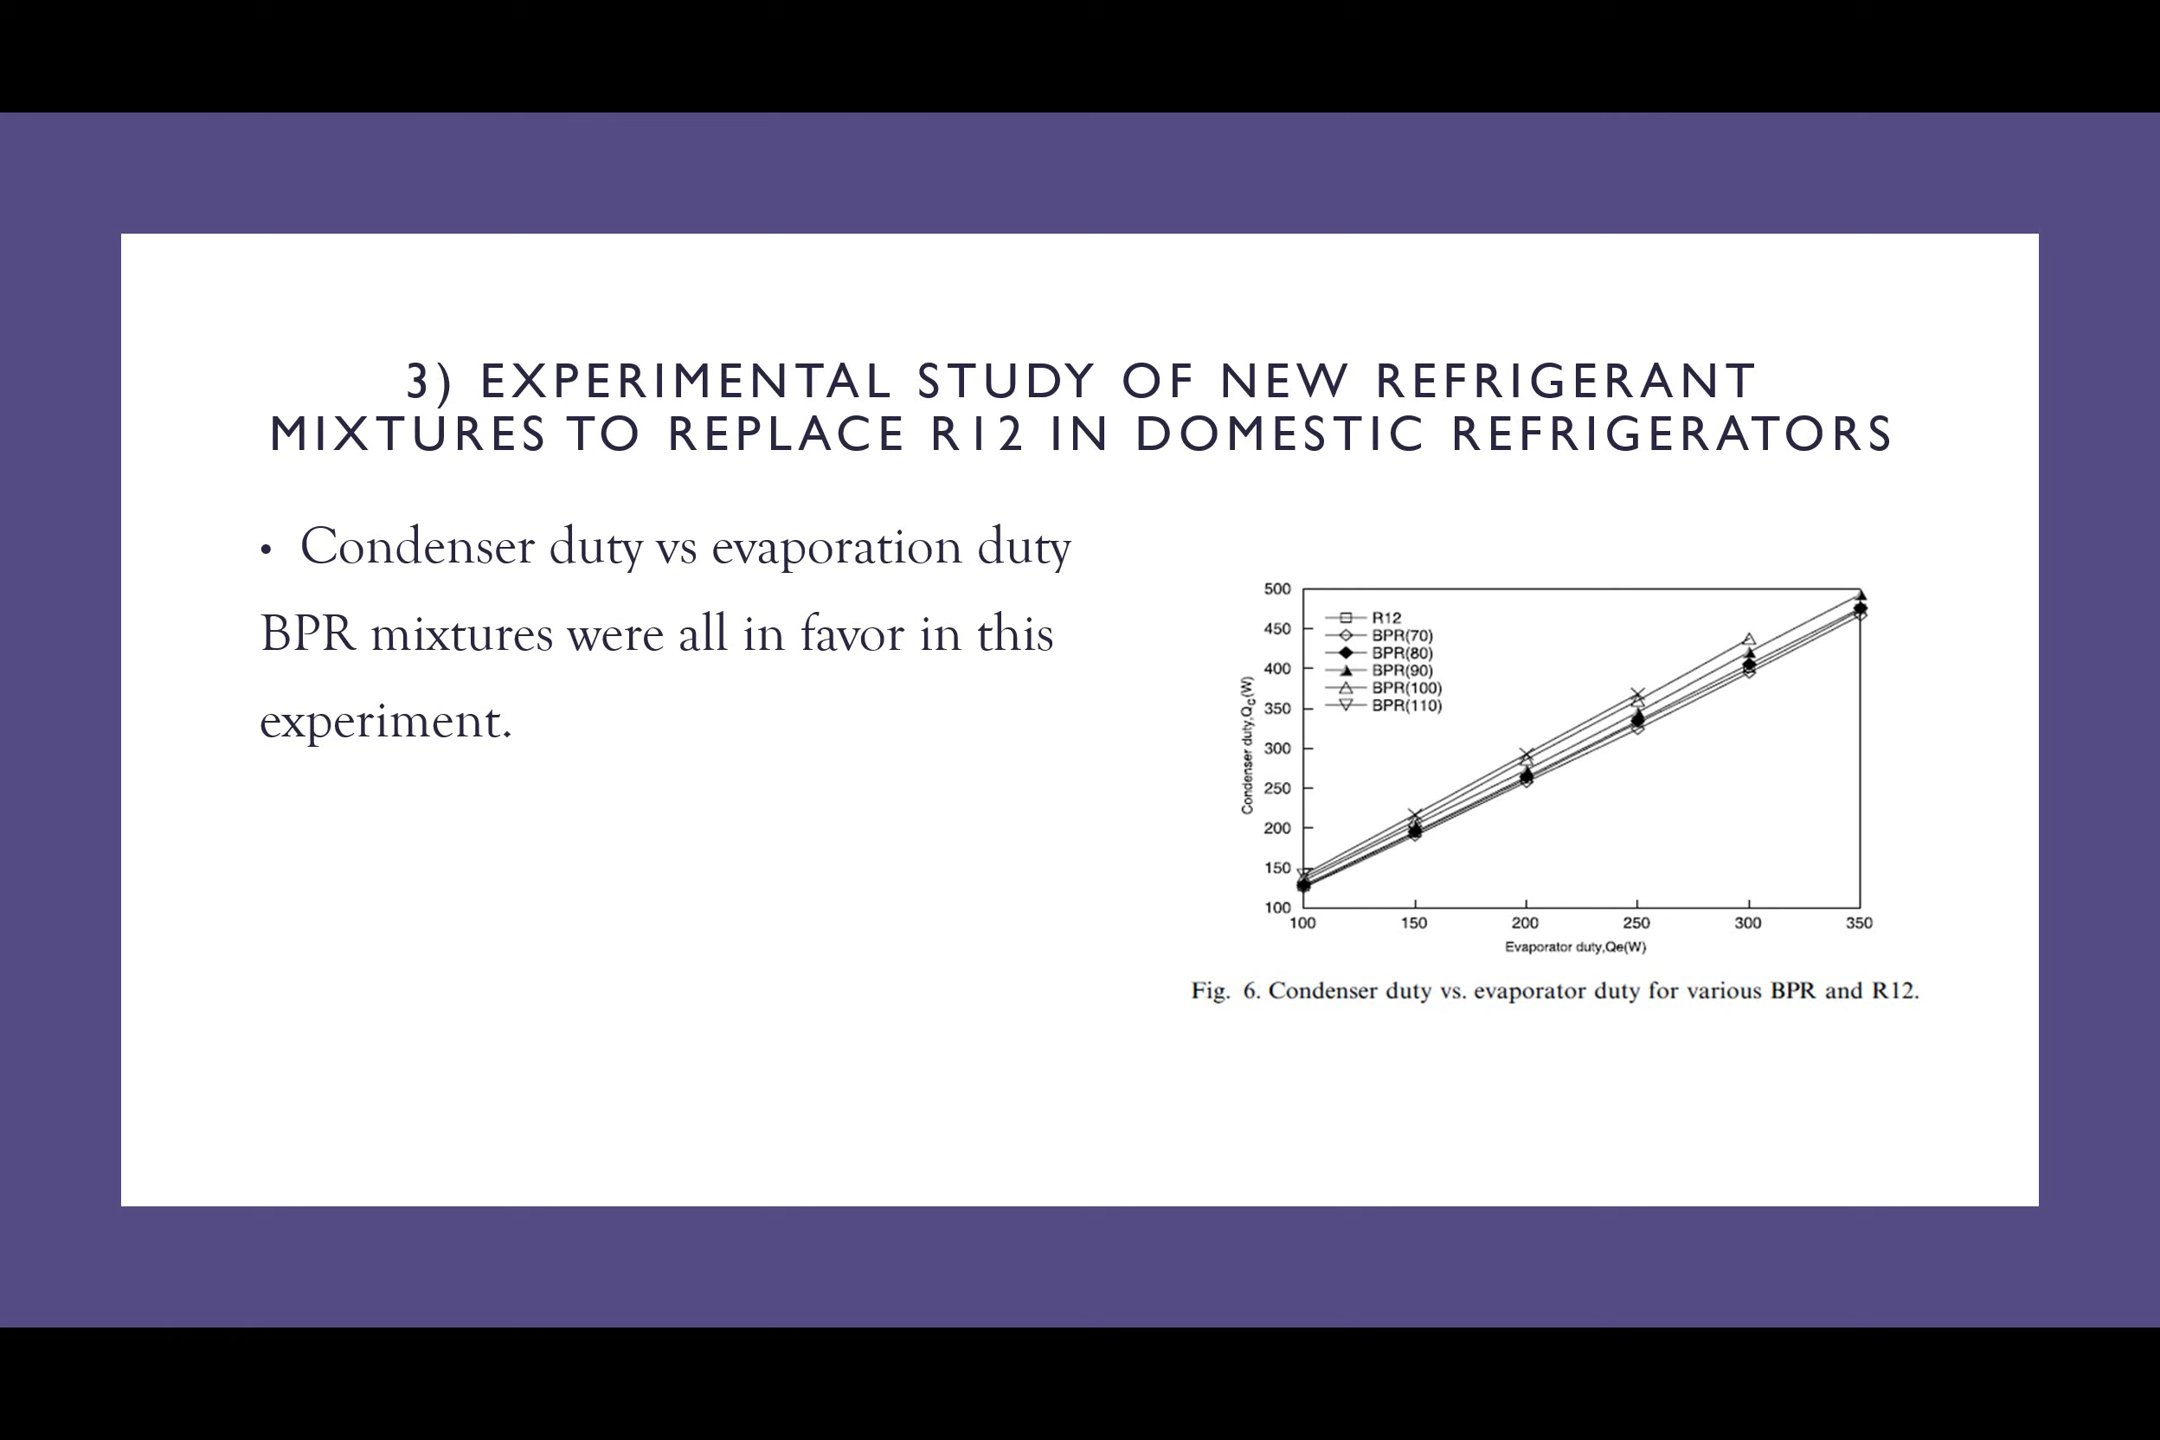 3) EXPERIMENTAL STUDY OF NEW REFRIGERANT
MIXTURES TO REPLACE R12 IN DOMESTIC REFRIGERATORS
• Condenser duty vs evaporation duty
BPR mixtures were all in favor in this
experiment.
500
450
400
350
300
250
200
150
100
Condenser duty,Qc(W)
R12
BPR(70)
BPR(80)
BPR(90)
BPR(100)
BPR(110)
100 150 200 250 300 350
Evaporator duty,Qe(W)
Fig. 6. Condenser duty vs. evaporator duty for various BPR and R12.